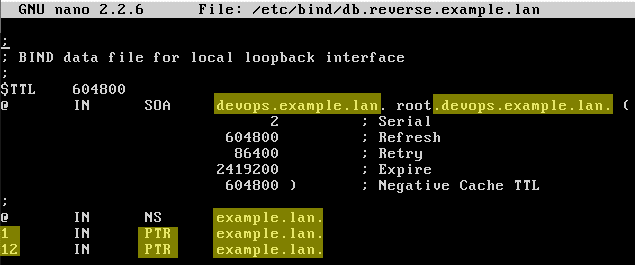 GNU nano 2.2.6 File: /etc/bind/db.reverse.example.lan
;
; BIND data file for local loopback interface
;
$TTL 604800
@ IN SOA devops.example.lan. root.devops.example.lan. (
2 ; Serial
604800 ; Refresh
86400 ; Retry
2419200 ; Expire
604800 ) ; Negative Cache TTL
;
@ IN NS example.lan.
1 IN PTR example.lan.
12 IN PTR example.lan.